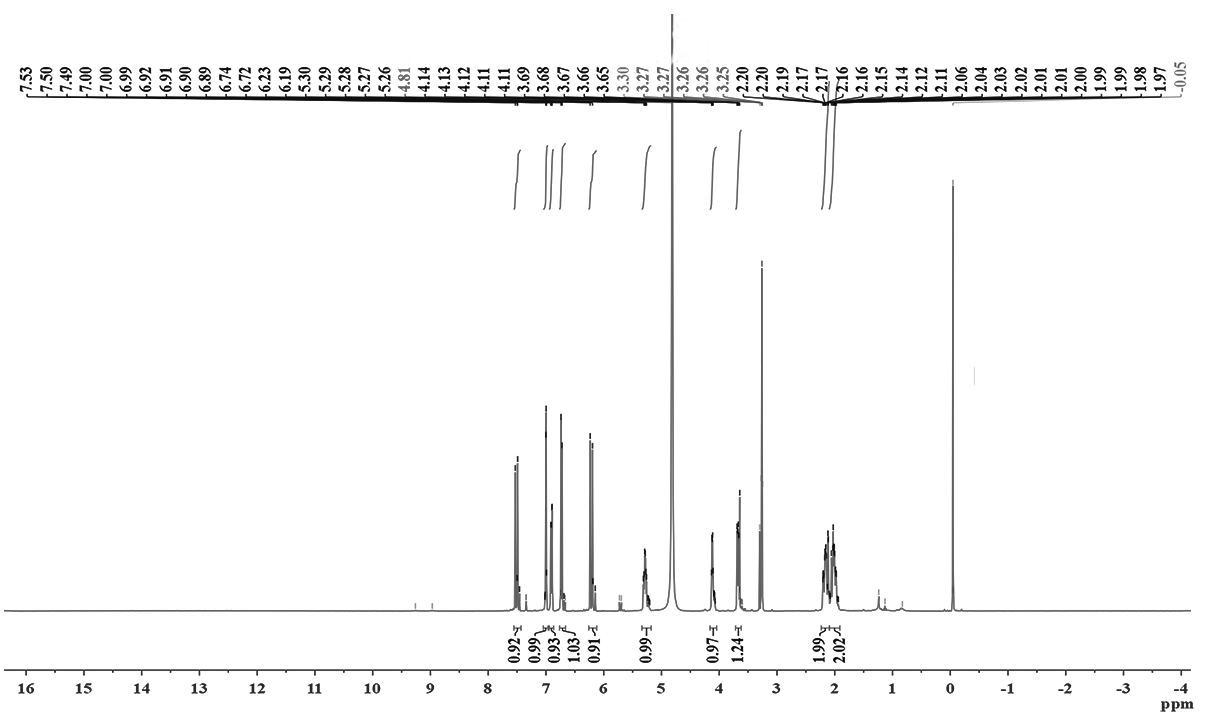 7.53 7.50 7.49 7.00 7.00 6.99 6.92 6.91 6.90 6.89 6.74 6.72 6.23 6.19 5.30 5.29 5.28 5.27 5.26 4.81 4.14 4.13 4.12 4.11 4.11 3.69 3.68 3.67 3.66 3.65 3.30 3.27 3.27 3.26 3.26 3.25 2.20 2.20 2.19 2.17 2.17 2.16 2.16 2.15 2.14 2.12 2.11 2.06 2.04 2.03 2.02 2.01 2.01 2.00 1.99 1.99 1.98 1.97 -0.05
0.92 0.99 0.93 1.03 0.91 0.99 0.97 1.24 1.99 2.02
16 15 14 13 12 11 10 9 8 7 6 5 4 3 2 1 0 -1 -2 -3 -4
ppm